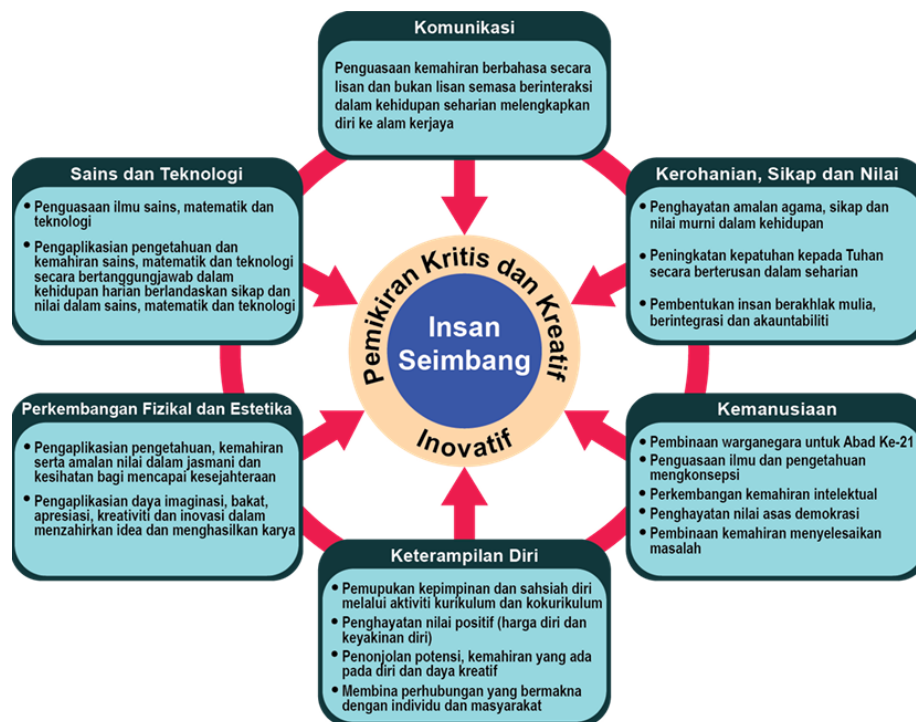 Komunikasi
Penguasaan kemahiran berbahasa secara
lisan dan bukan lisan semasa berinteraksi
dalam kehidupan seharian melengkapkan
diri ke alam kerjaya
Sains dan Teknologi
• Penguasaan ilmu sains, matematik dan
teknologi
• Pengaplikasian pengetahuan dan
kemahiran sains, matematik dan teknologi
secara bertanggungjawab dalam
kehidupan harian berlandaskan sikap dan
nilai dalam sains, matematik dan teknologi
Kerohanian, Sikap dan Nilai
• Penghayatan amalan agama, sikap dan
nilai murni dalam kehidupan
• Peningkatan kepatuhan kepada Tuhan
secara berterusan dalam seharian
• Pembentukan insan berakhlak mulia,
berintegrasi dan akauntabiliti
Pemikiran Kritis dan Kreatif
Insan
Seimbang
Inovatif
Perkembangan Fizikal dan Estetika
• Pengaplikasian pengetahuan, kemahiran
serta amalan nilai dalam jasmani dan
kesihatan bagi mencapai kesejahteraan
• Pengaplikasian daya imaginasi, bakat,
apresiasi, kreativiti dan inovasi dalam
menzahirkan idea dan menghasilkan karya
Kemanusiaan
• Pembinaan warganegara untuk Abad Ke-21
• Penguasaan ilmu dan pengetahuan
mengkonsepsi
• Perkembangan kemahiran intelektual
• Penghayatan nilai asas demokrasi
• Pembinaan kemahiran menyelesaikan
masalah
Keterampilan Diri
• Pemupukan kepimpinan dan sahsiah diri
melalui aktiviti kurikulum dan kokurikulum
• Penghayatan nilai positif (harga diri dan
keyakinan diri)
• Penonjolan potensi, kemahiran yang ada
pada diri dan daya kreatif
• Membina perhubungan yang bermakna
dengan individu dan masyarakat